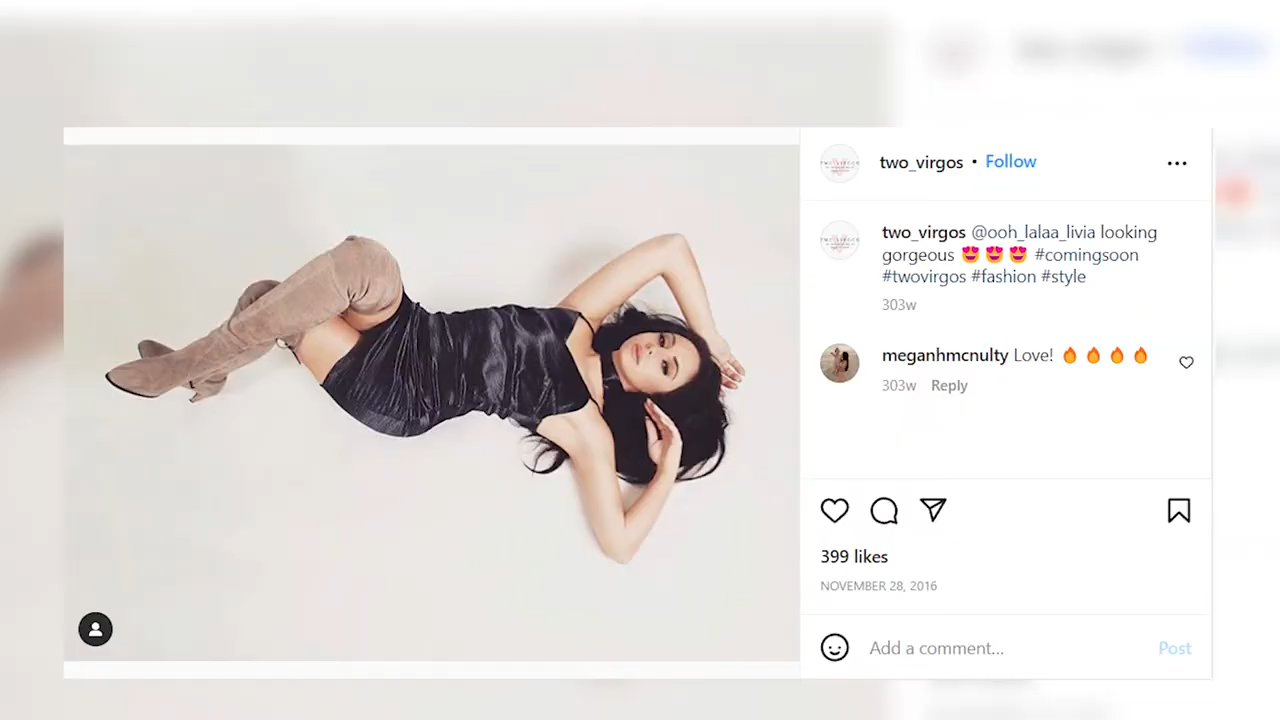 two_virgos • Follow
two_virgos @ooh_lalaa_livia looking
gorgeous 😍😍😍 #comingsoon
#twovirgos #fashion #style
303w
meganhmcnulty Love! 🔥🔥🔥🔥
303w Reply
399 likes
NOVEMBER 28, 2016
Add a comment...
Post